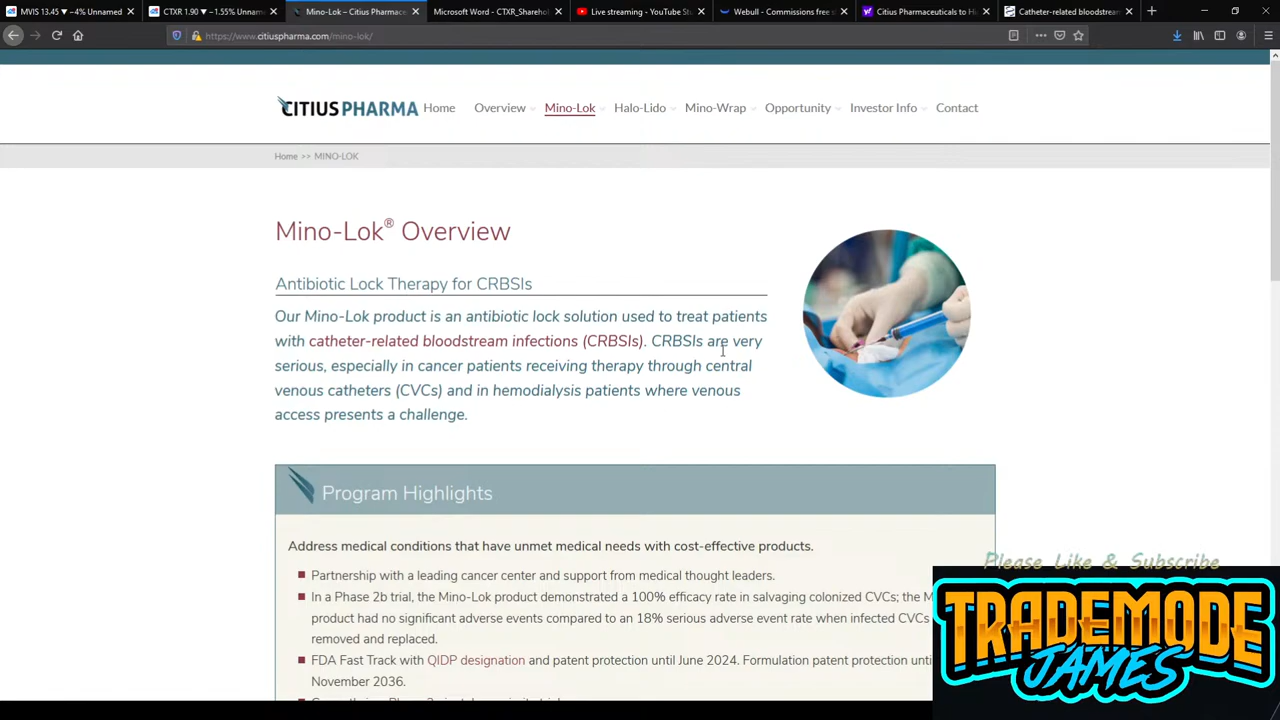 MVIS 13.45 ▼ −4% Unnamed
CTXR 1.90 ▼ −1.55% Unnam
Mino-Lok – Citius Pharmace
Microsoft Word - CTXR_Sharehol
Live streaming - YouTube Stu
Webull - Commissions free s
Citius Pharmaceuticals to Hi
Catheter-related bloodstream
https://www.citiuspharma.com/mino-lok/
CITIUSPHARMA
Home
Overview
Mino-Lok
Halo-Lido
Mino-Wrap
Opportunity
Investor Info
Contact
Home >> MINO-LOK
Mino-Lok® Overview
Antibiotic Lock Therapy for CRBSIs
Our Mino-Lok product is an antibiotic lock solution used to treat patients
with catheter-related bloodstream infections (CRBSIs). CRBSIs are very
serious, especially in cancer patients receiving therapy through central
venous catheters (CVCs) and in hemodialysis patients where venous
access presents a challenge.
Program Highlights
Address medical conditions that have unmet medical needs with cost-effective products.
Partnership with a leading cancer center and support from medical thought leaders.
In a Phase 2b trial, the Mino-Lok product demonstrated a 100% efficacy rate in salvaging colonized CVCs; the M
product had no significant adverse events compared to an 18% serious adverse event rate when infected CVCs
removed and replaced.
FDA Fast Track with QIDP designation and patent protection until June 2024. Formulation patent protection until
November 2036.
Please Like & Subscribe
TRADEMODE
JAMES